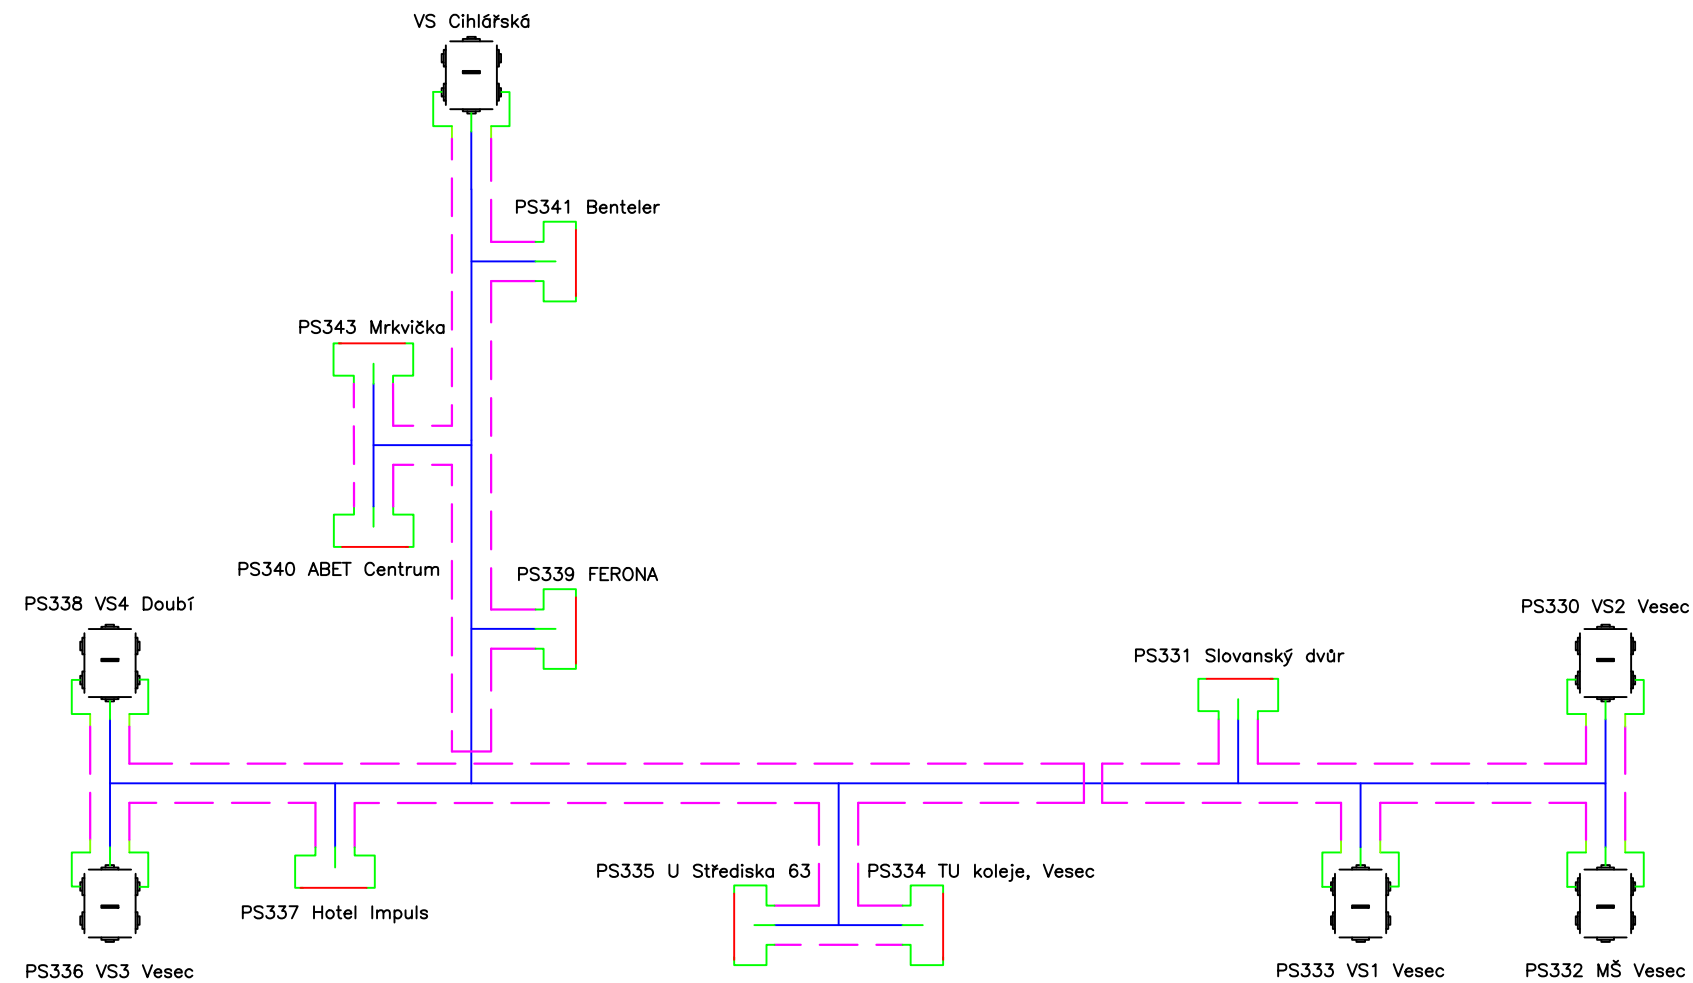 VS Cihlářská
PS341 Benteler
PS343 Mrkvička
PS340 ABET Centrum
PS339 FERONA
PS338 VS4 Doubí
PS330 VS2 Vesec
PS331 Slovanský dvůr
PS335 U Střediska 63
PS334 TU koleje, Vesec
PS337 Hotel Impuls
PS336 VS3 Vesec
PS333 VS1 Vesec
PS332 MŠ Vesec